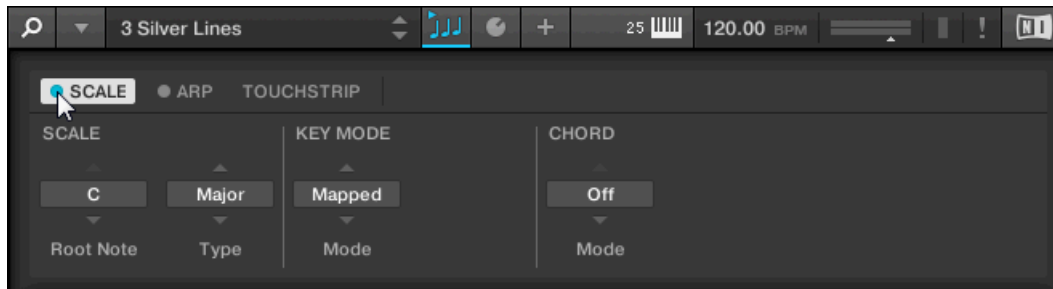 3 Silver Lines 25 120.00 BPM ! NI
SCALE ARP TOUCHSTRIP
SCALE KEY MODE CHORD
C Major Mapped Off
Root Note Type Mode Mode